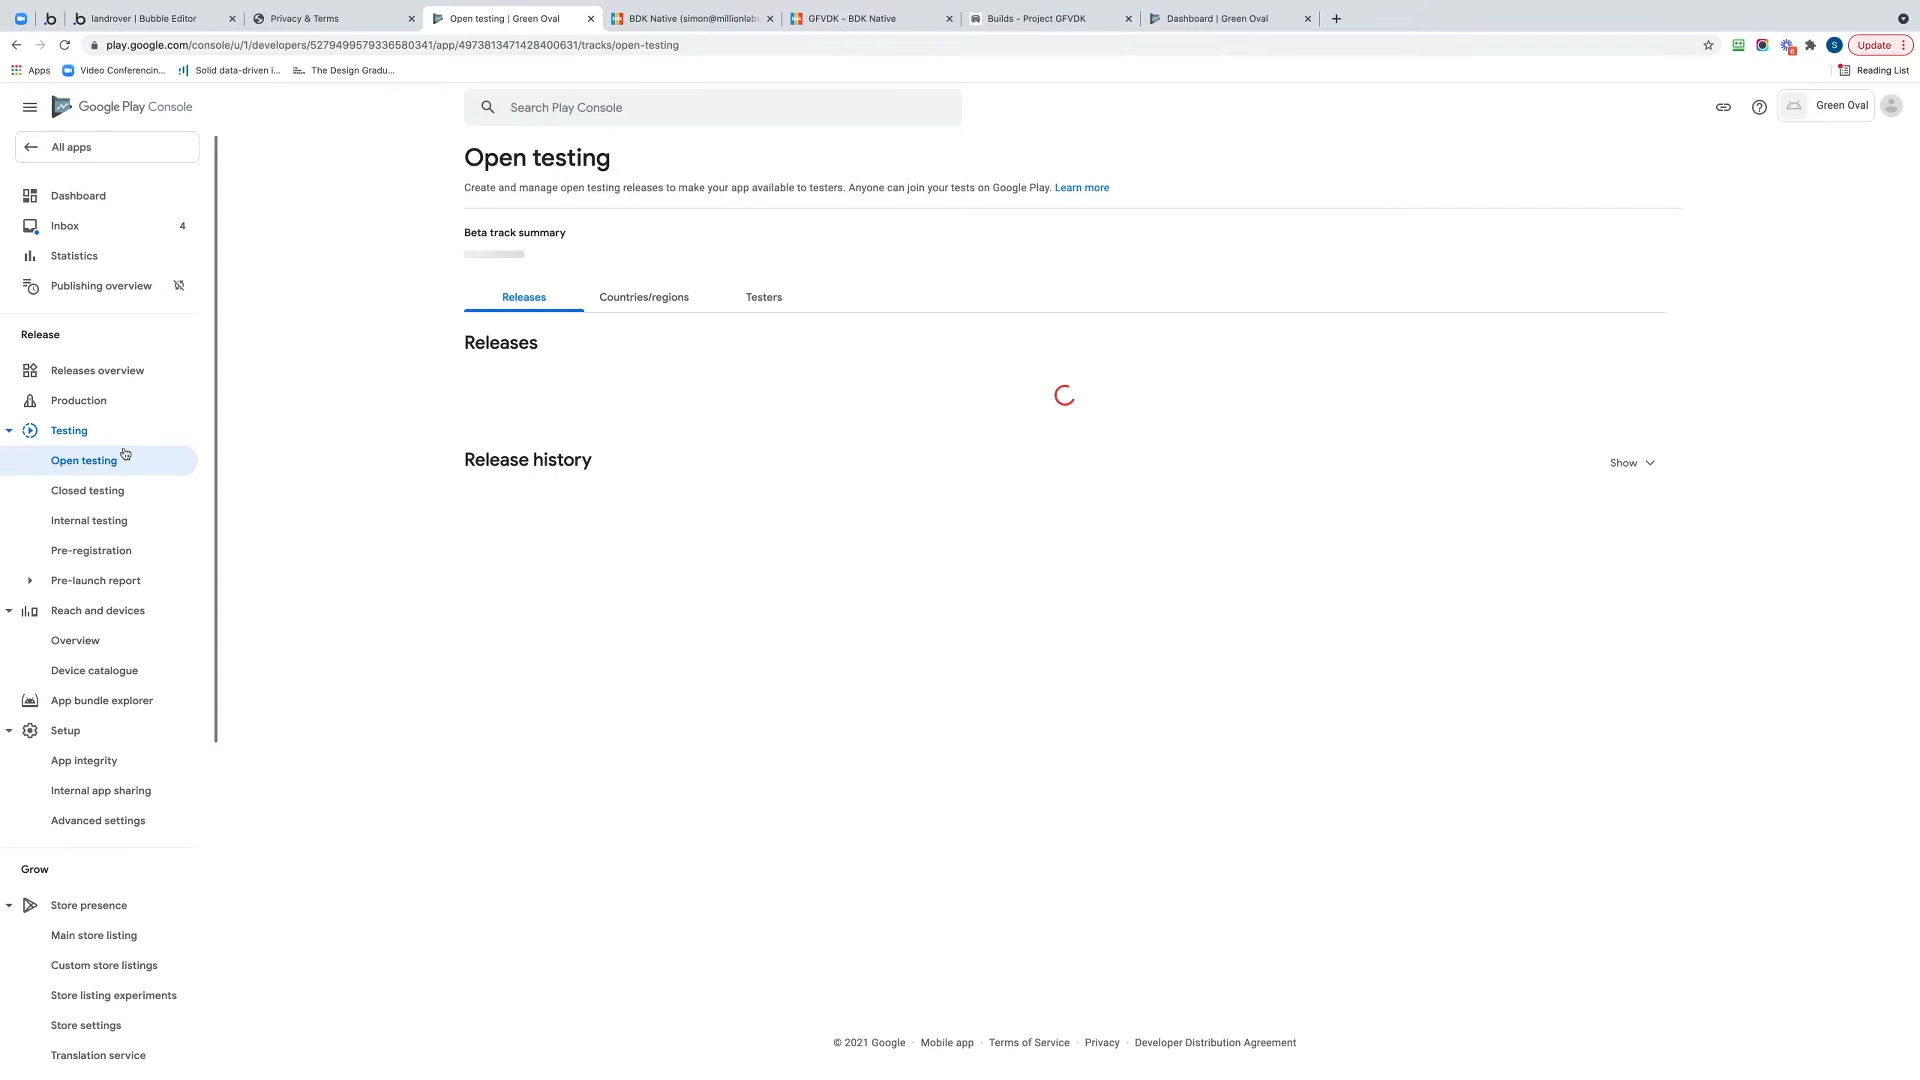 landrover | Bubble Editor
Privacy & Terms
Open testing | Green Oval
BDK Native (simon@millionlab
GFVDK - BDK Native
Builds - Project GFVDK
Dashboard | Green Oval
play.google.com/console/u/1/developers/5279499579336580341/app/4973813471428400631/tracks/open-testing
6
S
Update
Apps
Video Conferencin...
Solid data-driven i...
The Design Gradu...
Reading List
Google Play Console
Search Play Console
Green Oval
All apps
Open testing
Create and manage open testing releases to make your app available to testers. Anyone can join your tests on Google Play. Learn more
Dashboard
Inbox 4
Statistics
Publishing overview
Beta track summary
Releases
Countries/regions
Testers
Releases
Release history
Show
Release
Releases overview
Production
Testing
Open testing
Closed testing
Internal testing
Pre-registration
Pre-launch report
Reach and devices
Overview
Device catalogue
App bundle explorer
Setup
App integrity
Internal app sharing
Advanced settings
Grow
Store presence
Main store listing
Custom store listings
Store listing experiments
Store settings
Translation service
© 2021 Google · Mobile app · Terms of Service · Privacy · Developer Distribution Agreement